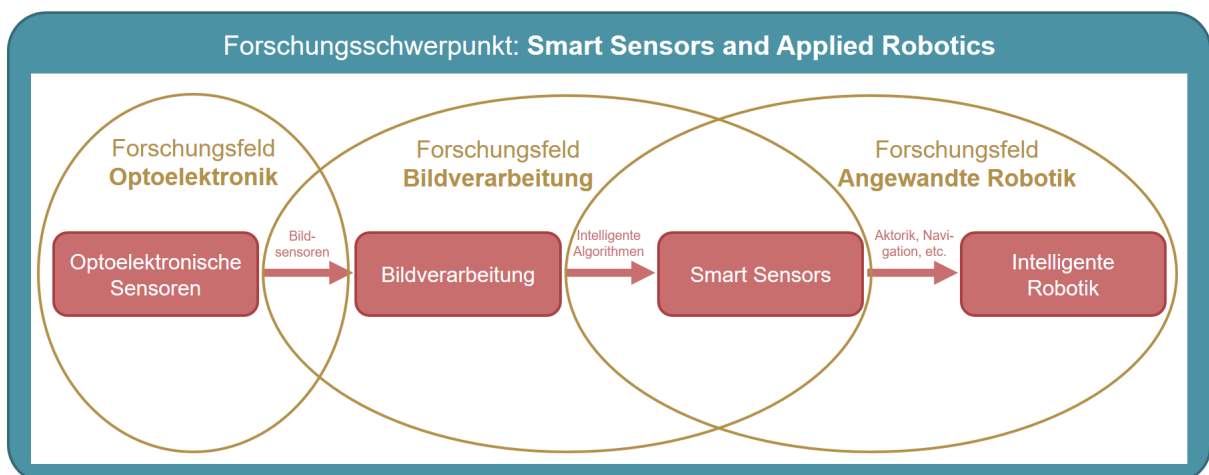 Forschungsschwerpunkt: Smart Sensors and Applied Robotics
Forschungsfeld
Optoelektronik
Forschungsfeld
Bildverarbeitung
Forschungsfeld
Angewandte Robotik
Optoelektronische
Sensoren
Bild-
sensoren
Bildverarbeitung
Intelligente
Algorithmen
Smart Sensors
Aktorik, Navi-
gation, etc.
Intelligente
Robotik